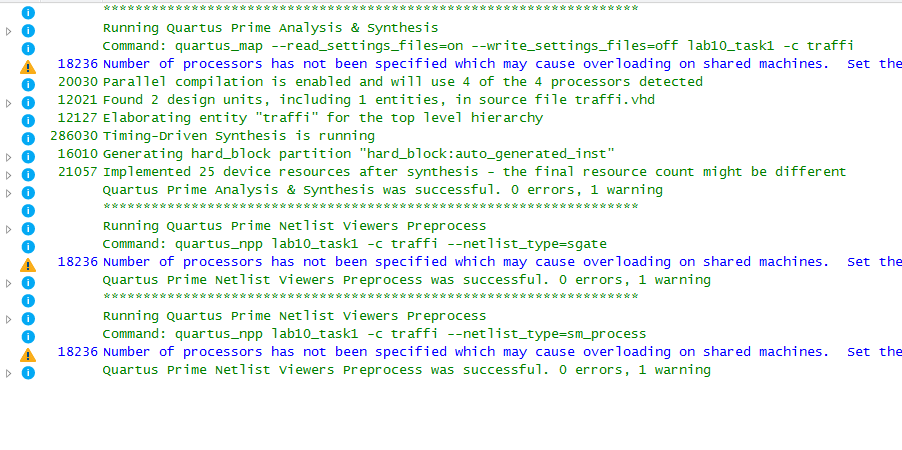 ******************************************************************
Running Quartus Prime Analysis & Synthesis
Command: quartus_map --read_settings_files=on --write_settings_files=off lab10_task1 -c traffi
18236 Number of processors has not been specified which may cause overloading on shared machines.  Set the
20030 Parallel compilation is enabled and will use 4 of the 4 processors detected
12021 Found 2 design units, including 1 entities, in source file traffi.vhd
12127 Elaborating entity "traffi" for the top level hierarchy
286030 Timing-Driven Synthesis is running
16010 Generating hard_block partition "hard_block:auto_generated_inst"
21057 Implemented 25 device resources after synthesis - the final resource count might be different
Quartus Prime Analysis & Synthesis was successful. 0 errors, 1 warning
******************************************************************
Running Quartus Prime Netlist Viewers Preprocess
Command: quartus_npp lab10_task1 -c traffi --netlist_type=sgate
18236 Number of processors has not been specified which may cause overloading on shared machines.  Set the
Quartus Prime Netlist Viewers Preprocess was successful. 0 errors, 1 warning
******************************************************************
Running Quartus Prime Netlist Viewers Preprocess
Command: quartus_npp lab10_task1 -c traffi --netlist_type=sm_process
18236 Number of processors has not been specified which may cause overloading on shared machines.  Set the
Quartus Prime Netlist Viewers Preprocess was successful. 0 errors, 1 warning